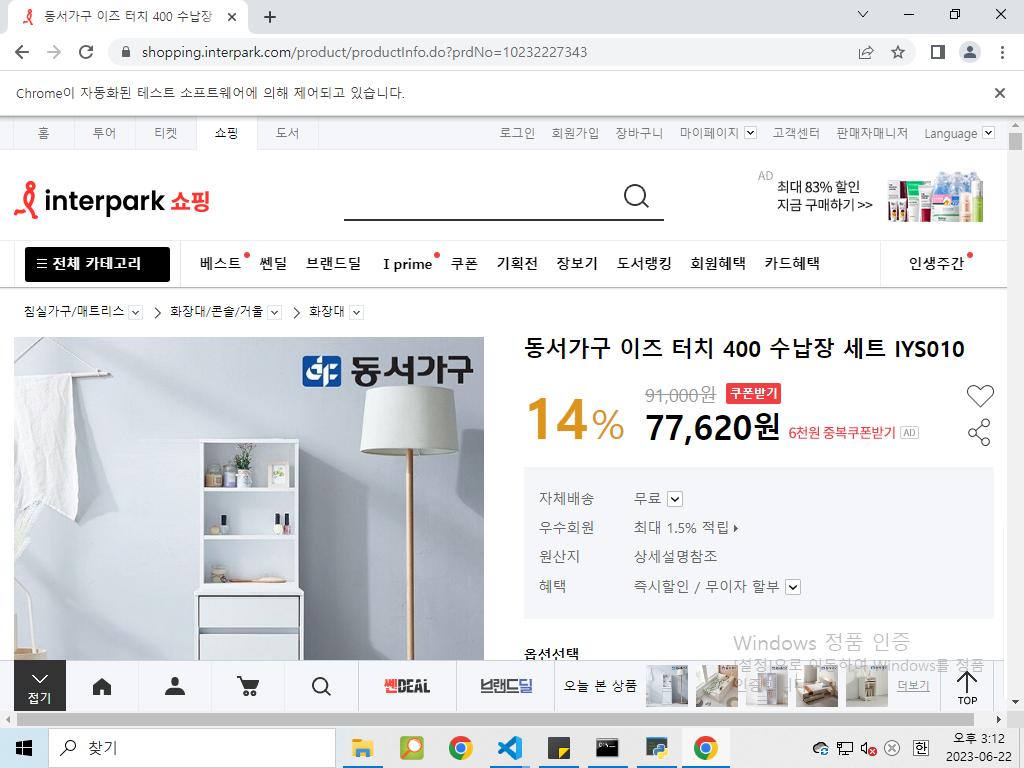 동서가구 이즈 터치 400 수납장
shopping.interpark.com/product/productInfo.do?prdNo=10232227343
Chrome이 자동화된 테스트 소프트웨어에 의해 제어되고 있습니다.
홈 투어 티켓 쇼핑 도서 로그인 회원가입 장바구니 마이페이지 고객센터 판매자매니저 Language
interpark 쇼핑
AD
최대 83% 할인
지금 구매하기 >>
전체 카테고리 베스트 쎈딜 브랜드딜 I prime 쿠폰 기획전 장보기 도서랭킹 회원혜택 카드혜택 인생주간
침실가구/매트리스 화장대/콘솔/거울 화장대
동서가구
동서가구 이즈 터치 400 수납장 세트 IYS010
14%
91,000원 쿠폰받기
77,620원 6천원 중복쿠폰받기 AD
자체배송 무료
우수회원 최대 1.5% 적립
원산지 상세설명참조
혜택 즉시할인 / 무이자 할부
옵션선택
Windows 정품 인증
[설정]으로 이동하여 Windows를 정품
접기 쎈DEAL 브랜드딜 오늘 본 상품 더보기 TOP
찾기
한
오후 3:12
2023-06-22